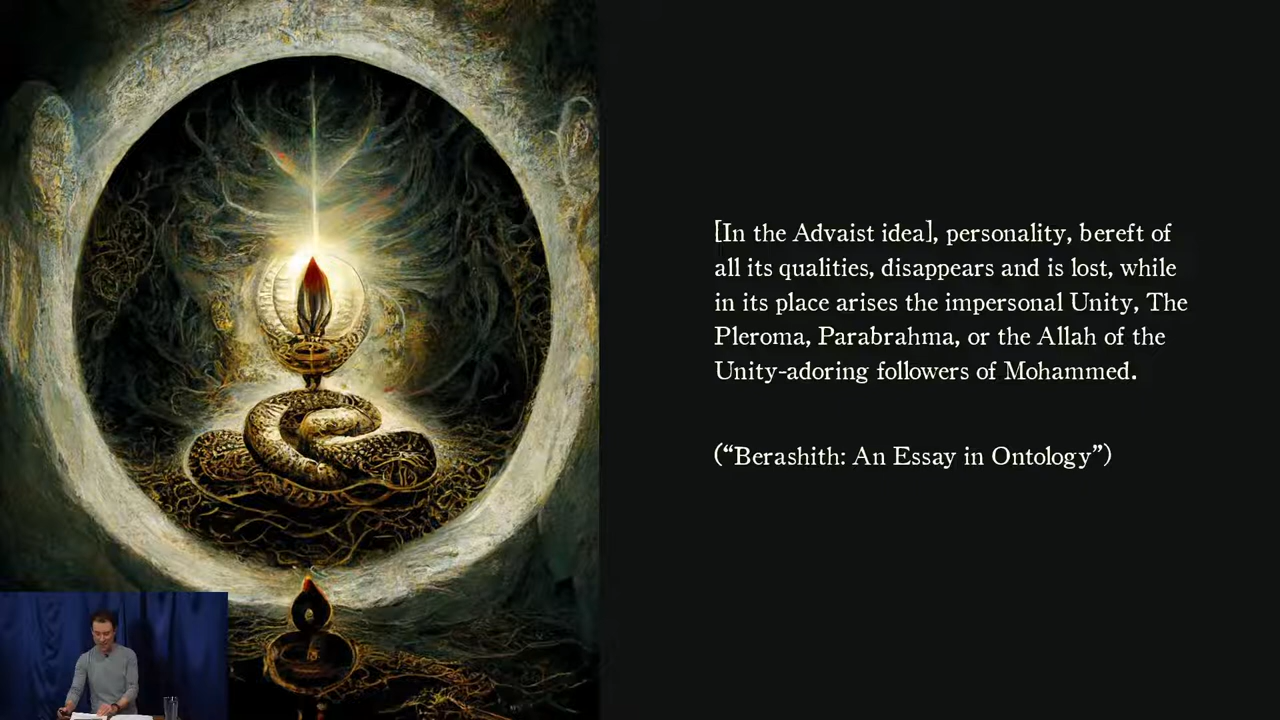 [In the Advaist idea], personality, bereft of
all its qualities, disappears and is lost, while
in its place arises the impersonal Unity, The
Pleroma, Parabrahma, or the Allah of the
Unity-adoring followers of Mohammed.
(“Berashith: An Essay in Ontology”)